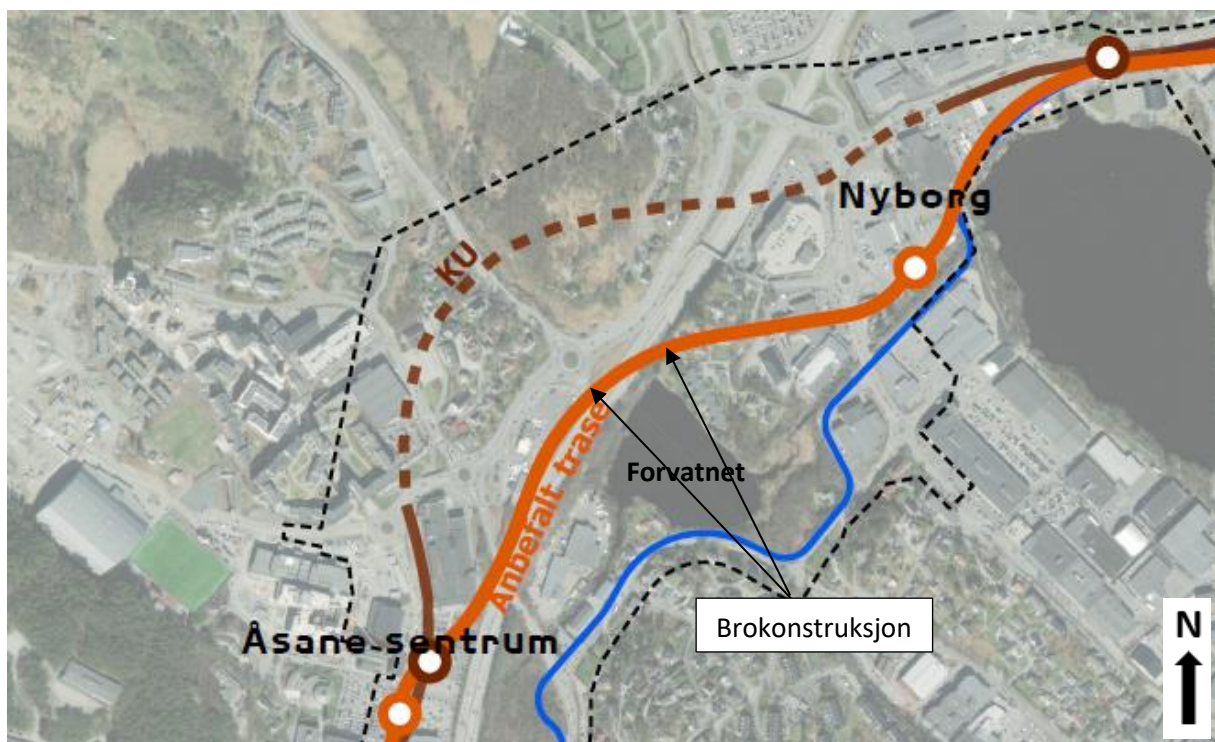 Nyborg
KU
Anbefalt trase
Forvatnet
Brokonstruksjon
Åsane sentrum
N